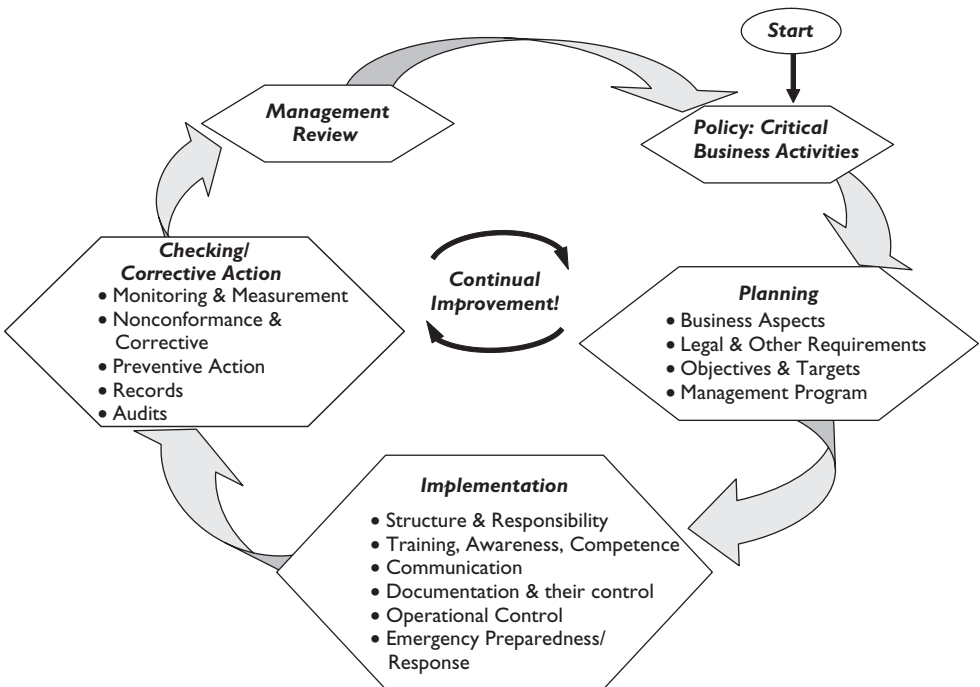 Start
Policy: Critical
Business Activities
Planning
• Business Aspects
• Legal & Other Requirements
• Objectives & Targets
• Management Program
Implementation
• Structure & Responsibility
• Training, Awareness, Competence
• Communication
• Documentation & their control
• Operational Control
• Emergency Preparedness/
Response
Checking/
Corrective Action
• Monitoring & Measurement
• Nonconformance &
Corrective
• Preventive Action
• Records
• Audits
Management
Review
Continual
Improvement!